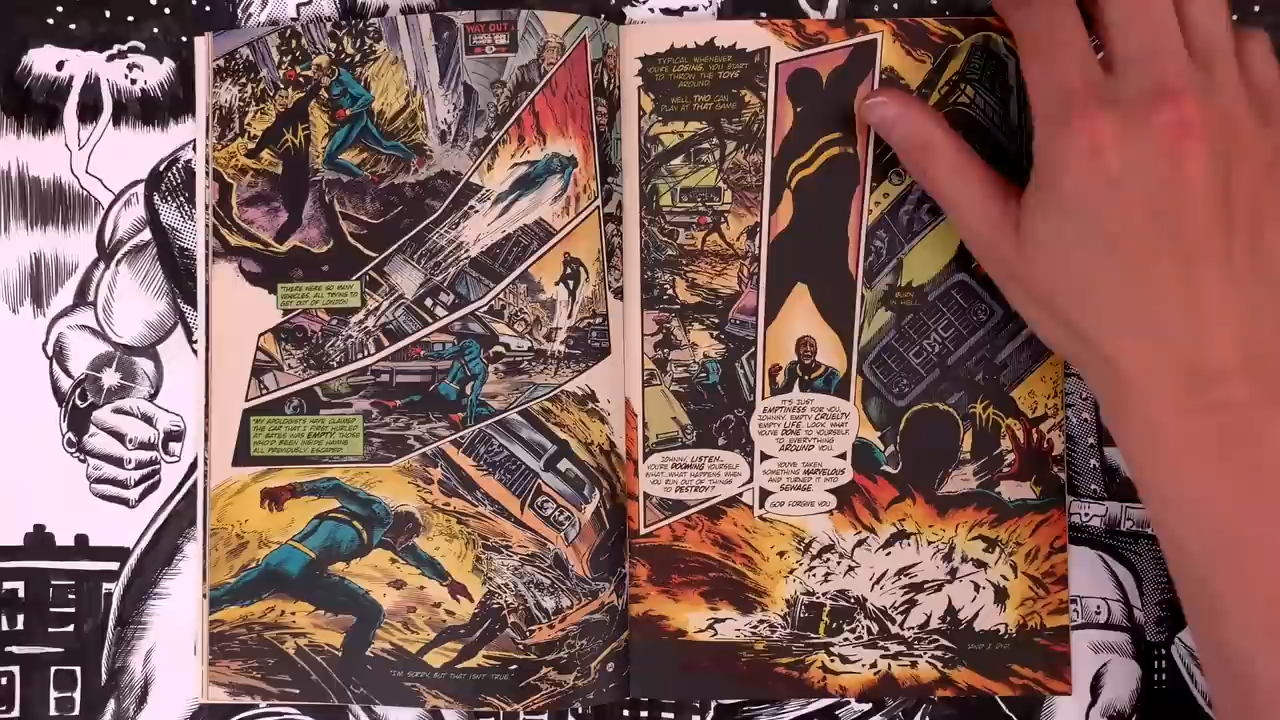 WAY OUT
"THERE WERE SO MANY
VEHICLES, ALL TRYING TO
GET OUT OF LONDON.
"MY APOLOGISTS HAVE CLAIMED
THE CAR THAT I FIRST HURLED
AT BATES WAS EMPTY, THOSE
WHO'D BEEN INSIDE HAVING
ALL PREVIOUSLY ESCAPED.
"I'M SORRY, BUT THAT ISN'T TRUE."
TYPICAL. WHENEVER
YOU'RE LOSING, YOU START
TO THROW THE TOYS
AROUND.
WELL, TWO CAN
PLAY AT THAT GAME
JOHNNY, LISTEN--
YOU'RE DOOMING YOURSELF
WHAT...WHAT HAPPENS WHEN
YOU RUN OUT OF THINGS
TO DESTROY?
IT'S JUST
EMPTINESS FOR YOU,
JOHNNY. EMPTY CRUELTY.
EMPTY LIFE. LOOK WHAT
YOU'VE DONE TO YOURSELF,
TO EVERYTHING
AROUND YOU.
YOU'VE TAKEN
SOMETHING MARVELOUS
AND TURNED IT INTO
SEWAGE.
GOD FORGIVE YOU.
BURN
IN HELL.
GMC
"AND I DID.